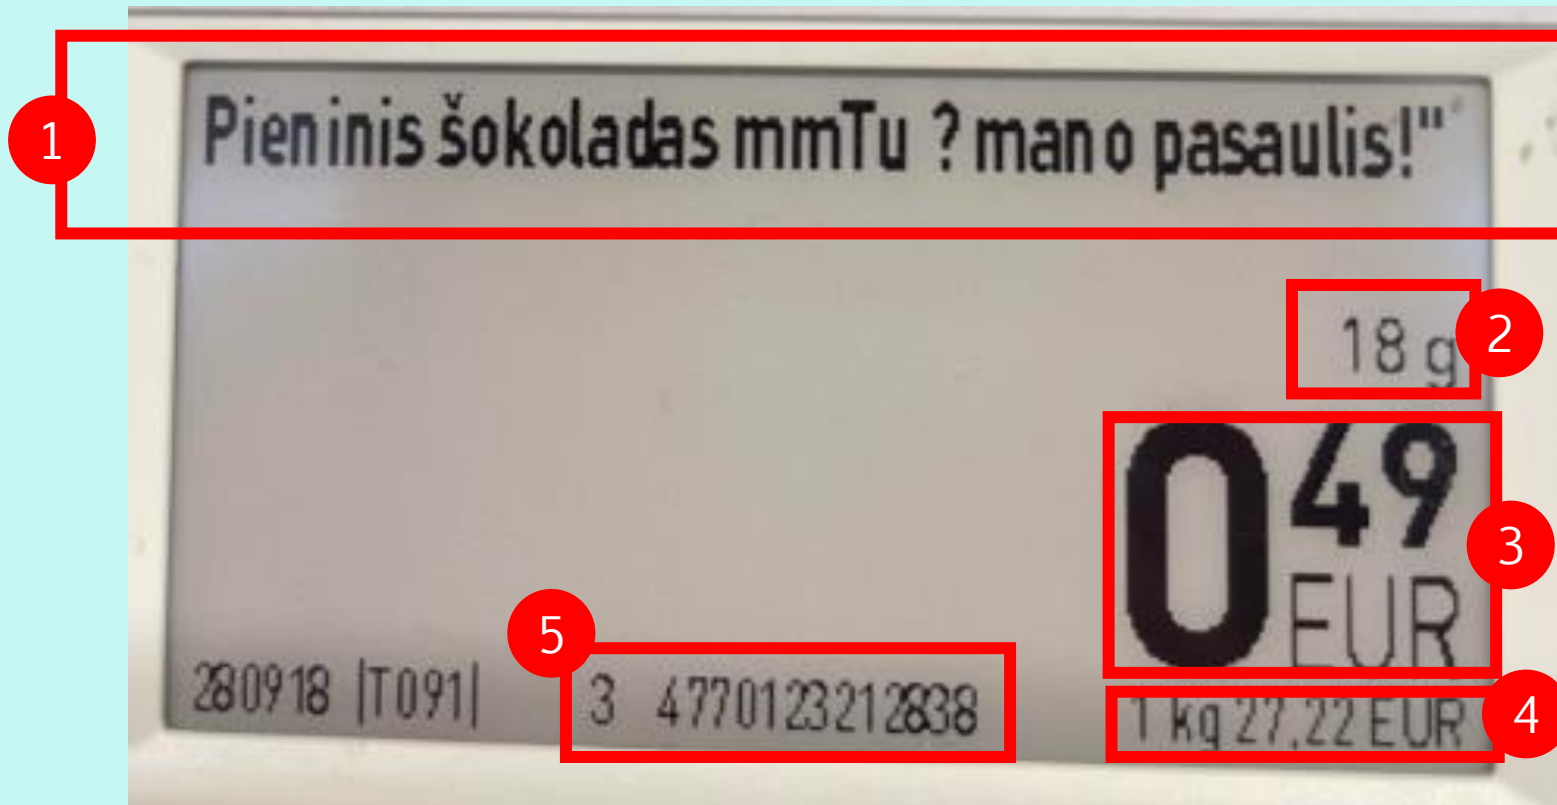 1
Pieninis šokoladas mmTu ? mano pasaulis!"
2
18 g
0 49
EUR
3
5
280918 |T091| 3 4770123212838
1 kg 27,22 EUR
4